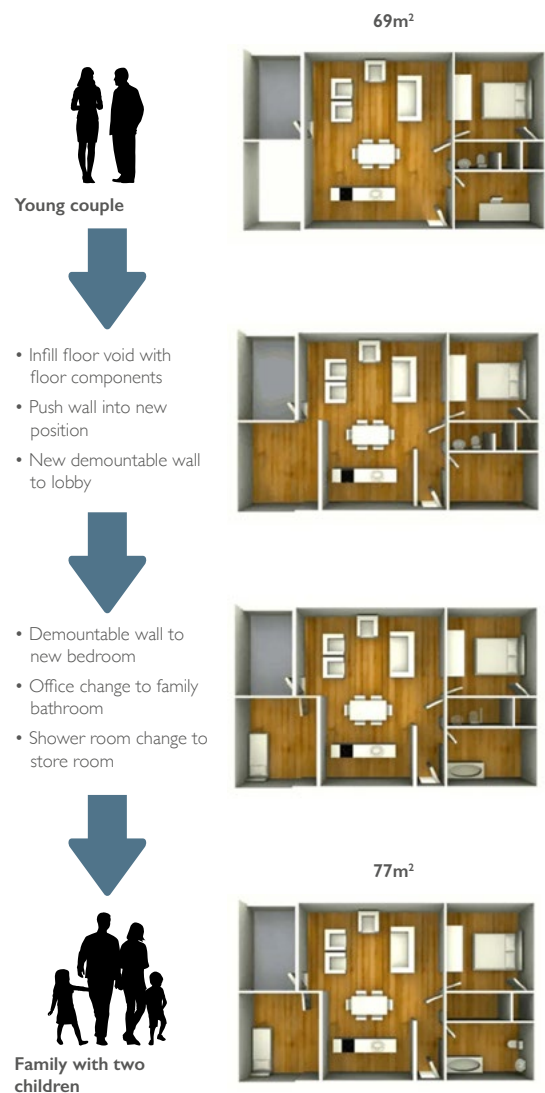 69m²
Young couple
• Infill floor void with
floor components
• Push wall into new
position
• New demountable wall
to lobby
• Demountable wall to
new bedroom
• Office change to family
bathroom
• Shower room change to
store room
77m²
Family with two
children